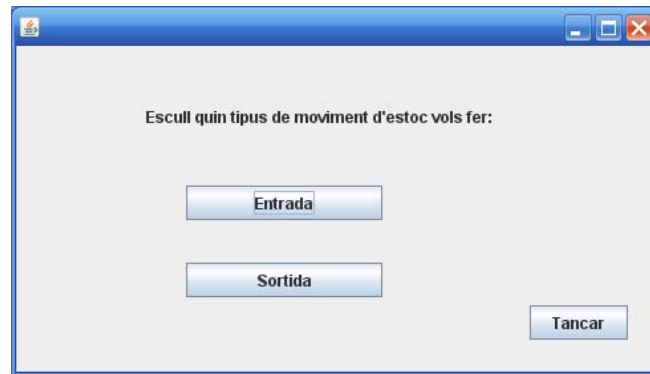 Escull quin tipus de moviment d'estoc vols fer:
Entrada
Sortida
Tancar